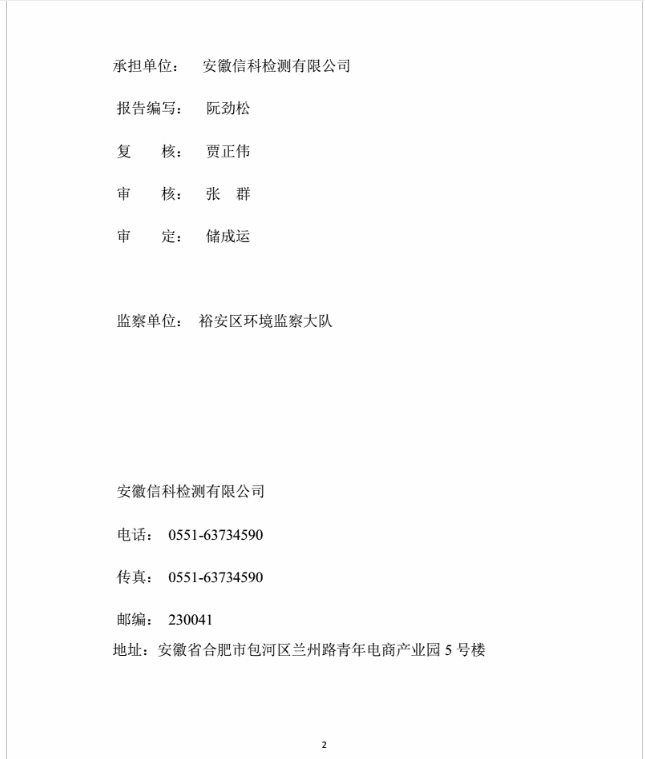 承担单位： 安徽信科检测有限公司
报告编写： 阮劲松
复　　核： 贾正伟
审　　核： 张　群
审　　定： 储成运
监察单位： 裕安区环境监察大队
安徽信科检测有限公司
电话： 0551-63734590
传真： 0551-63734590
邮编： 230041
地址：安徽省合肥市包河区兰州路青年电商产业园 5 号楼
2